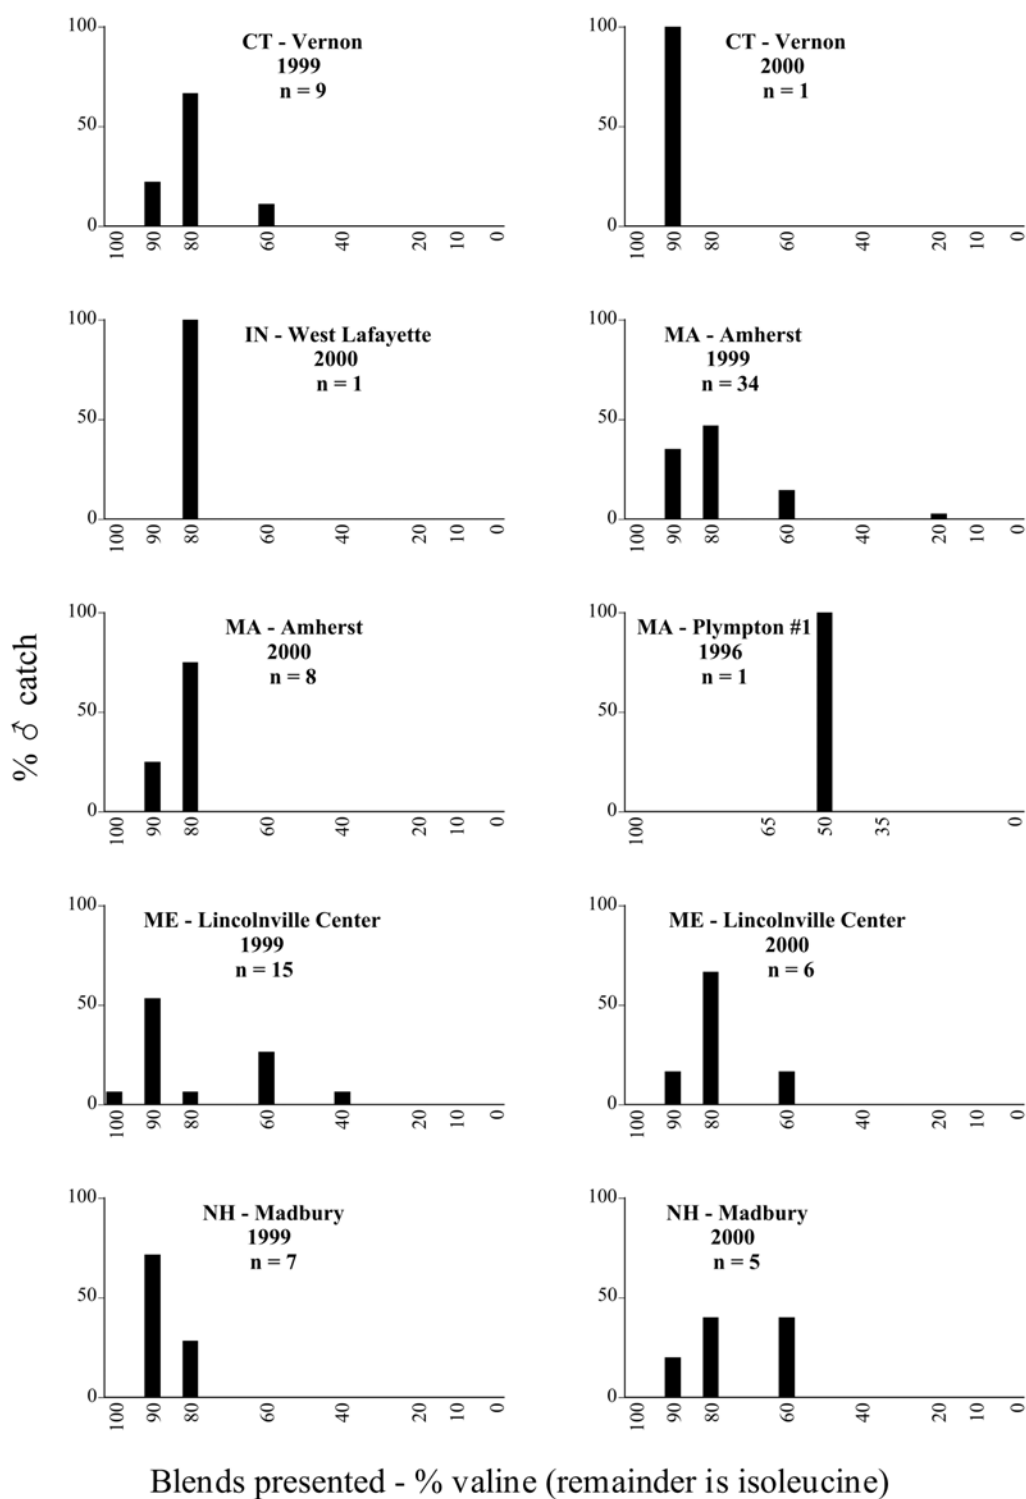 100
50
0
CT - Vernon
1999
n = 9
100 90 80 60 40 20 10 0
100
50
0
CT - Vernon
2000
n = 1
100 90 80 60 40 20 10 0
100
50
0
IN - West Lafayette
2000
n = 1
100 90 80 60 40 20 10 0
100
50
0
MA - Amherst
1999
n = 34
100 90 80 60 40 20 10 0
% ♂ catch
100
50
0
MA - Amherst
2000
n = 8
100 90 80 60 40 20 10 0
100
50
0
MA - Plympton #1
1996
n = 1
100 65 50 35 0
100
50
0
ME - Lincolnville Center
1999
n = 15
100 90 80 60 40 20 10 0
100
50
0
ME - Lincolnville Center
2000
n = 6
100 90 80 60 40 20 10 0
100
50
0
NH - Madbury
1999
n = 7
100 90 80 60 40 20 10 0
100
50
0
NH - Madbury
2000
n = 5
100 90 80 60 40 20 10 0
Blends presented - % valine (remainder is isoleucine)